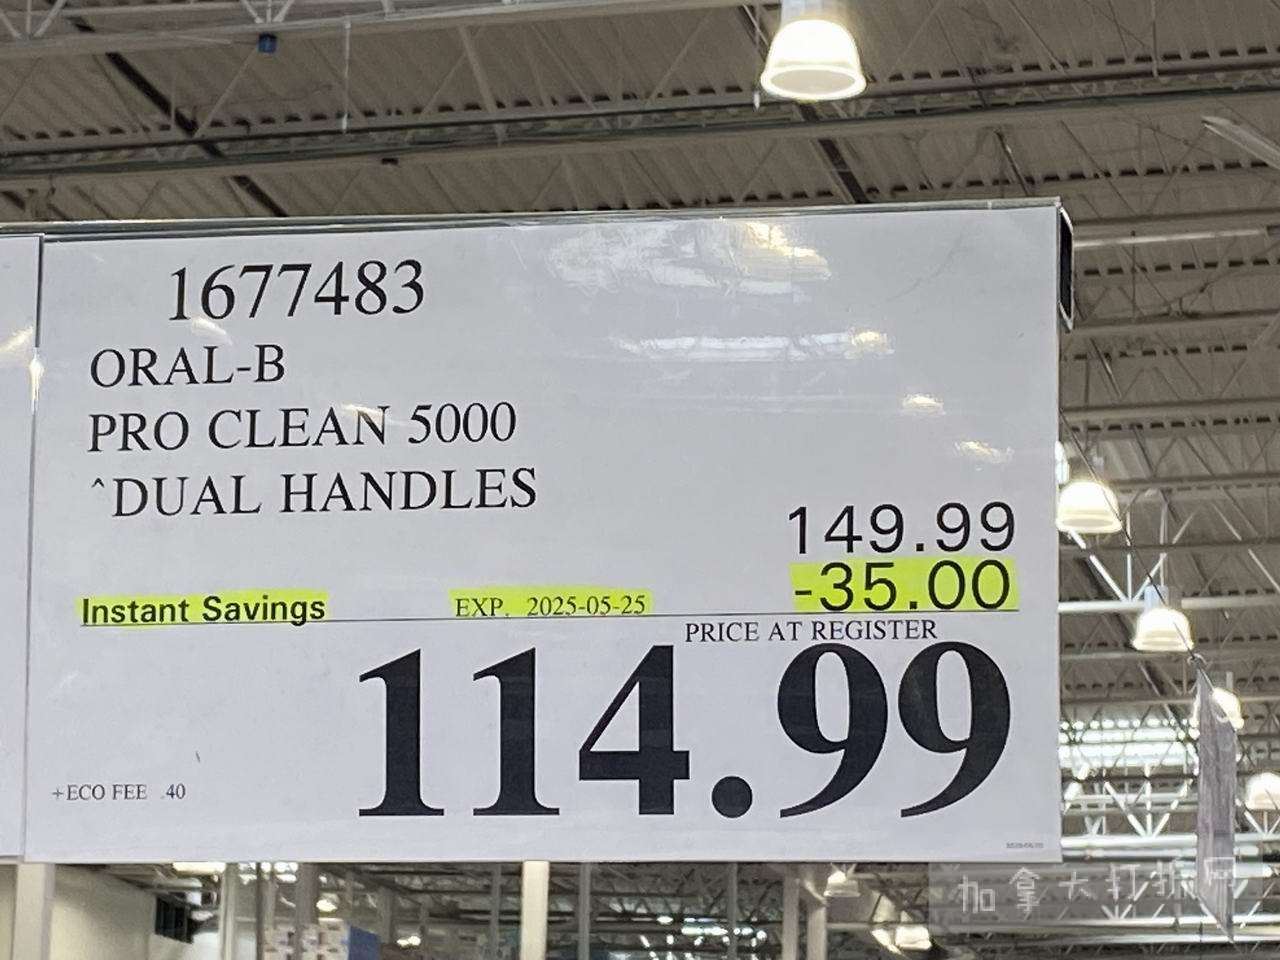 1677483
ORAL-B
PRO CLEAN 5000
^DUAL HANDLES
149.99
Instant Savings EXP. 2025-05-25 -35.00
PRICE AT REGISTER
114.99
+ECO FEE .40
加拿大打折网